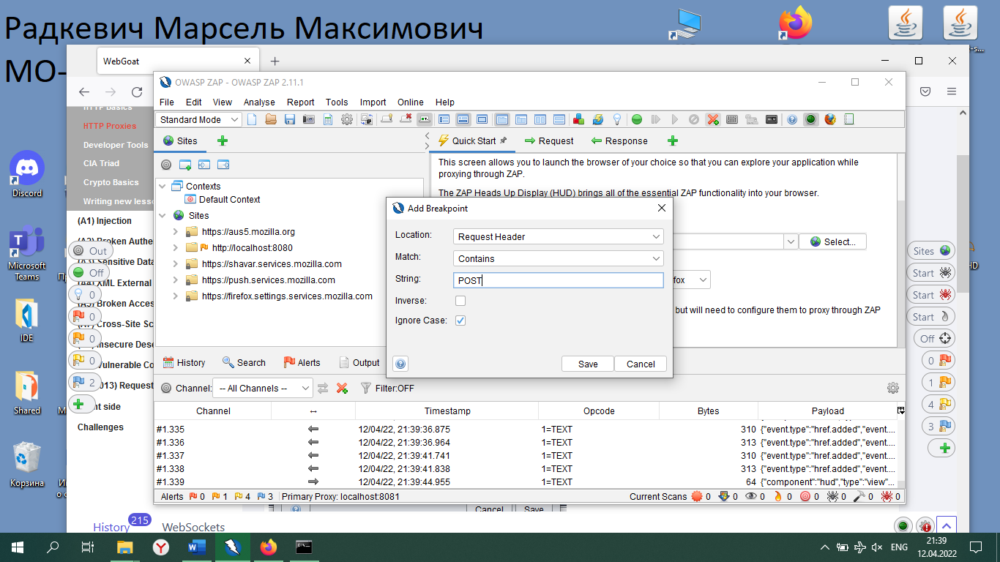 Радкевич Марсель Максимович
МО-
WebGoat
OWASP ZAP - OWASP ZAP 2.11.1
File Edit View Analyse Report Tools Import Online Help
Standard Mode
HTTP Basics
HTTP Proxies
Developer Tools
CIA Triad
Crypto Basics
Writing new lesso
(A1) Injection
(A2) Broken Authe
(A3) Sensitive Data
(A4) XML External
(A5) Broken Acces
(A7) Cross-Site Sc
Insecure Dese
Vulnerable Co
013) Request
nt side
Challenges
Discord
Microsoft
Teams
IDE
Shared
Корзина
Out
Off
0
0
0
0
2
Sites
Quick Start Request Response
Contexts
Default Context
Sites
https://aus5.mozilla.org
http://localhost:8080
https://shavar.services.mozilla.com
https://push.services.mozilla.com
https://firefox.settings.services.mozilla.com
This screen allows you to launch the browser of your choice so that you can explore your application while
proxying through ZAP.
The ZAP Heads Up Display (HUD) brings all of the essential ZAP functionality into your browser.
Select...
fox
but will need to configure them to proxy through ZAP
Add Breakpoint
Location: Request Header
Match: Contains
String: POST
Inverse:
Ignore Case:
Save Cancel
Sites
Start
Start
Start
Off
0
1
4
3
HD
History Search Alerts Output
Channel: -- All Channels -- Filter:OFF
Channel ↔ Timestamp Opcode Bytes Payload
#1.335 12/04/22, 21:39:36.875 1=TEXT 310 {"event.type":"href.added","event....
#1.336 12/04/22, 21:39:36.964 1=TEXT 313 {"event.type":"href.added","event....
#1.337 12/04/22, 21:39:41.741 1=TEXT 310 {"event.type":"href.added","event....
#1.338 12/04/22, 21:39:41.838 1=TEXT 313 {"event.type":"href.added","event....
#1.339 12/04/22, 21:39:44.955 1=TEXT 64 {"component":"hud","type":"view"...
Alerts 0 1 4 3 Primary Proxy: localhost:8081 Current Scans 0 0 0 0 0 0 0 0
Cancel Save
History 215 WebSockets
ENG
21:39
12.04.2022